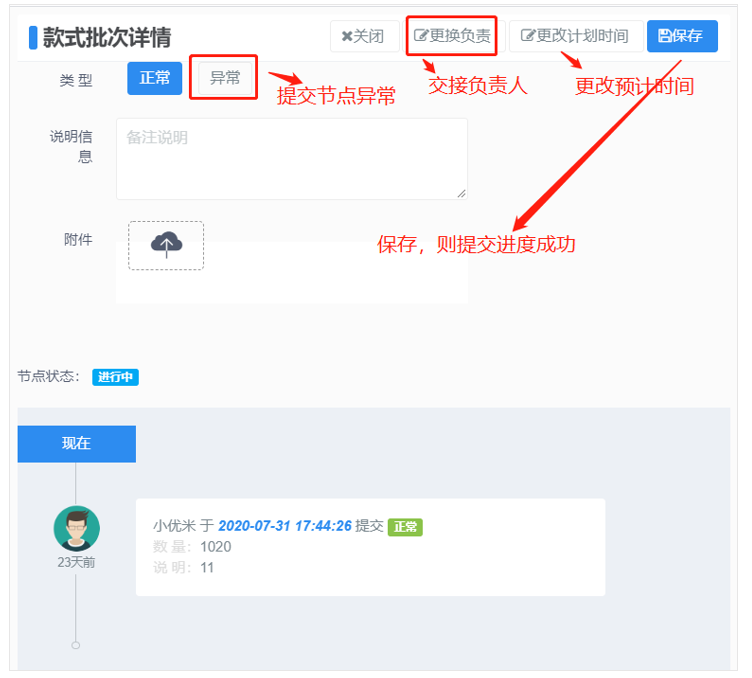 款式批次详情
关闭
更换负责
更改计划时间
保存
类 型
正常
异常
提交节点异常
交接负责人
更改预计时间
说明信
息
备注说明
附件
保存，则提交进度成功
节点状态：
进行中
现在
小优米 于 2020-07-31 17:44:26 提交 正常
数 量：1020
说 明：11
23天前